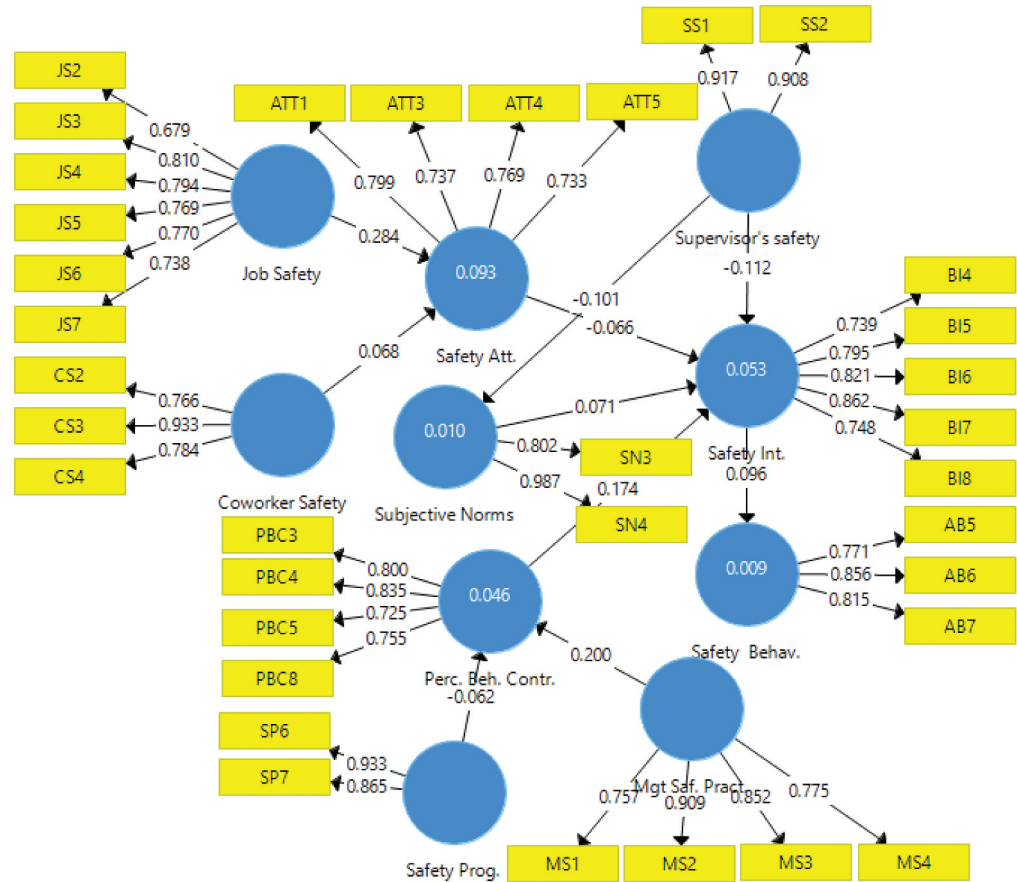 SS1
SS2
JS2
JS3
JS4
JS5
JS6
JS7
ATT1
ATT3
ATT4
ATT5
0.917
0.908
0.679
0.810
0.794
0.769
0.770
0.738
0.799
0.737
0.769
0.733
0.284
Job Safety
0.093
Safety Att.
Supervisor's safety
-0.112
-0.101
-0.066
0.068
CS2
CS3
CS4
0.766
0.933
0.784
Coworker Safety
0.010
Subjective Norms
0.071
0.802
0.987
SN3
SN4
0.174
0.053
Safety Int.
0.096
0.739
0.795
0.821
0.862
0.748
BI4
BI5
BI6
BI7
BI8
0.009
Safety Behav.
0.771
0.856
0.815
AB5
AB6
AB7
PBC3
PBC4
PBC5
PBC8
0.800
0.835
0.725
0.755
0.046
Perc. Beh. Contr.
-0.062
0.200
SP6
SP7
0.933
0.865
Safety Prog.
Mgt Saf. Pract.
0.757
0.909
0.852
0.775
MS1
MS2
MS3
MS4